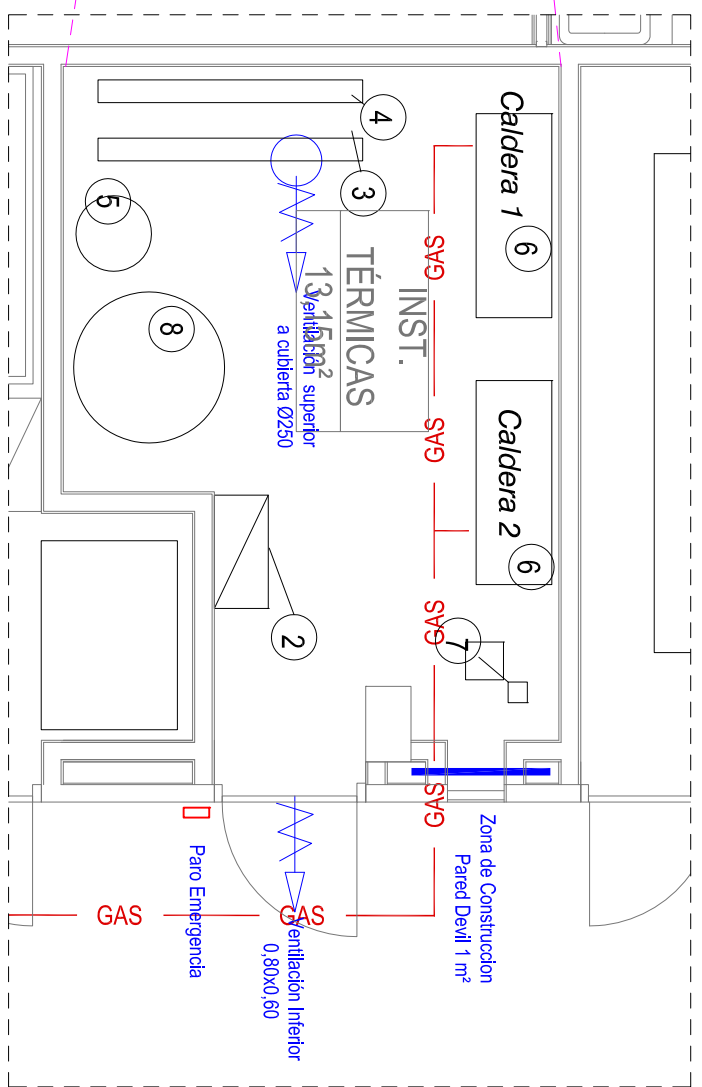 Caldera 1
6
4
3
5
8
GAS
INST.
TÉRMICAS
13,15m²
Ventilación superior
a cubierta Ø250
GAS
Caldera 2
6
2
GAS
7
GAS
Zona de Construccion
Pared Devil 1 m²
Paro Emergencia
GAS
GAS
Ventilación Inferior
0,80x0,60